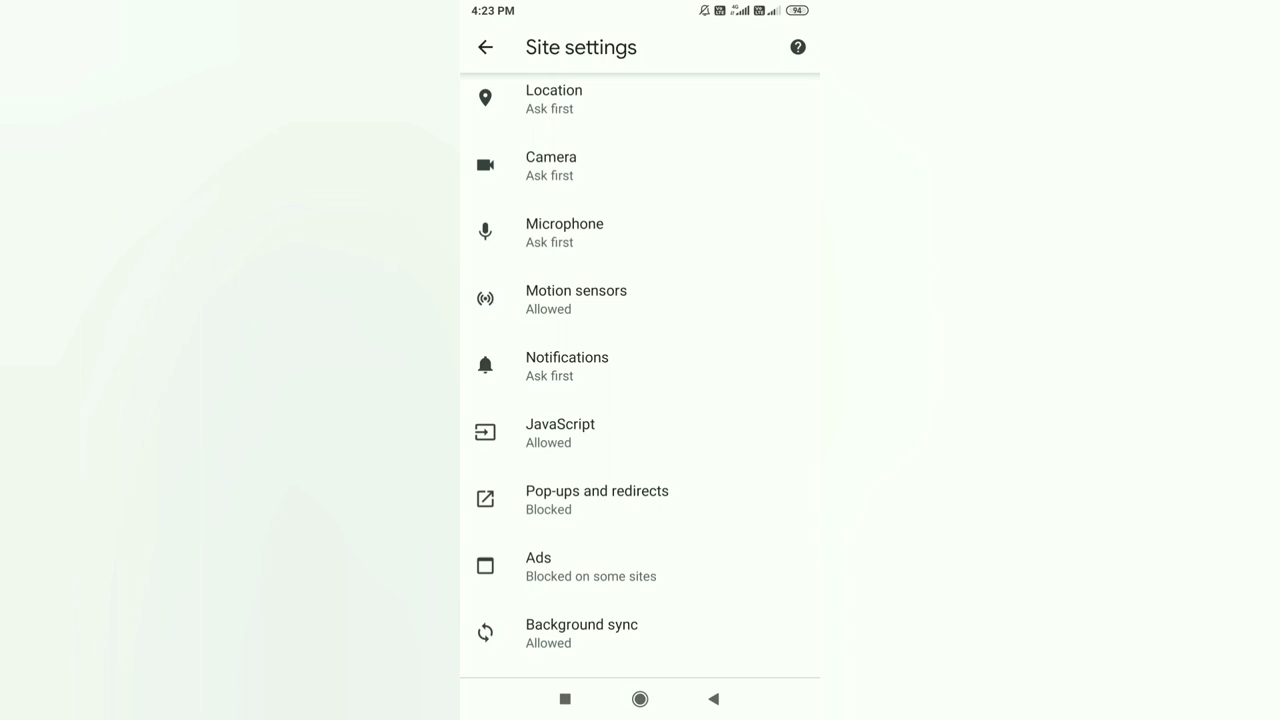 4:23 PM
4G
94
Site settings
Location
Ask first
Camera
Ask first
Microphone
Ask first
Motion sensors
Allowed
Notifications
Ask first
JavaScript
Allowed
Pop-ups and redirects
Blocked
Ads
Blocked on some sites
Background sync
Allowed